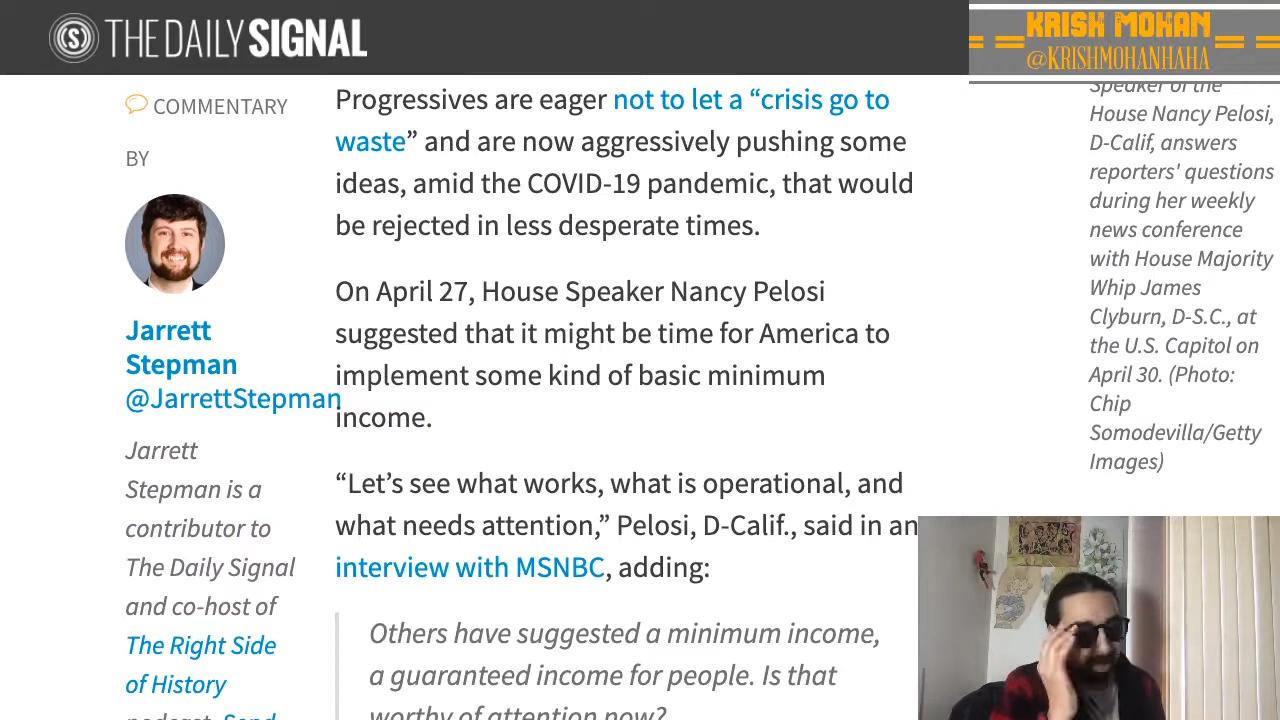 THE DAILY SIGNAL
KRISH MOHAN
@KRISHMOHANHAHA
COMMENTARY
BY
Jarrett
Stepman
@JarrettStepman
Jarrett
Stepman is a
contributor to
The Daily Signal
and co-host of
The Right Side
of History
podcast. Send
Progressives are eager not to let a “crisis go to
waste” and are now aggressively pushing some
ideas, amid the COVID-19 pandemic, that would
be rejected in less desperate times.
On April 27, House Speaker Nancy Pelosi
suggested that it might be time for America to
implement some kind of basic minimum
income.
“Let’s see what works, what is operational, and
what needs attention,” Pelosi, D-Calif., said in an
interview with MSNBC, adding:
Others have suggested a minimum income,
a guaranteed income for people. Is that
worthy of attention now?
Speaker of the
House Nancy Pelosi,
D-Calif, answers
reporters' questions
during her weekly
news conference
with House Majority
Whip James
Clyburn, D-S.C., at
the U.S. Capitol on
April 30. (Photo:
Chip
Somodevilla/Getty
Images)